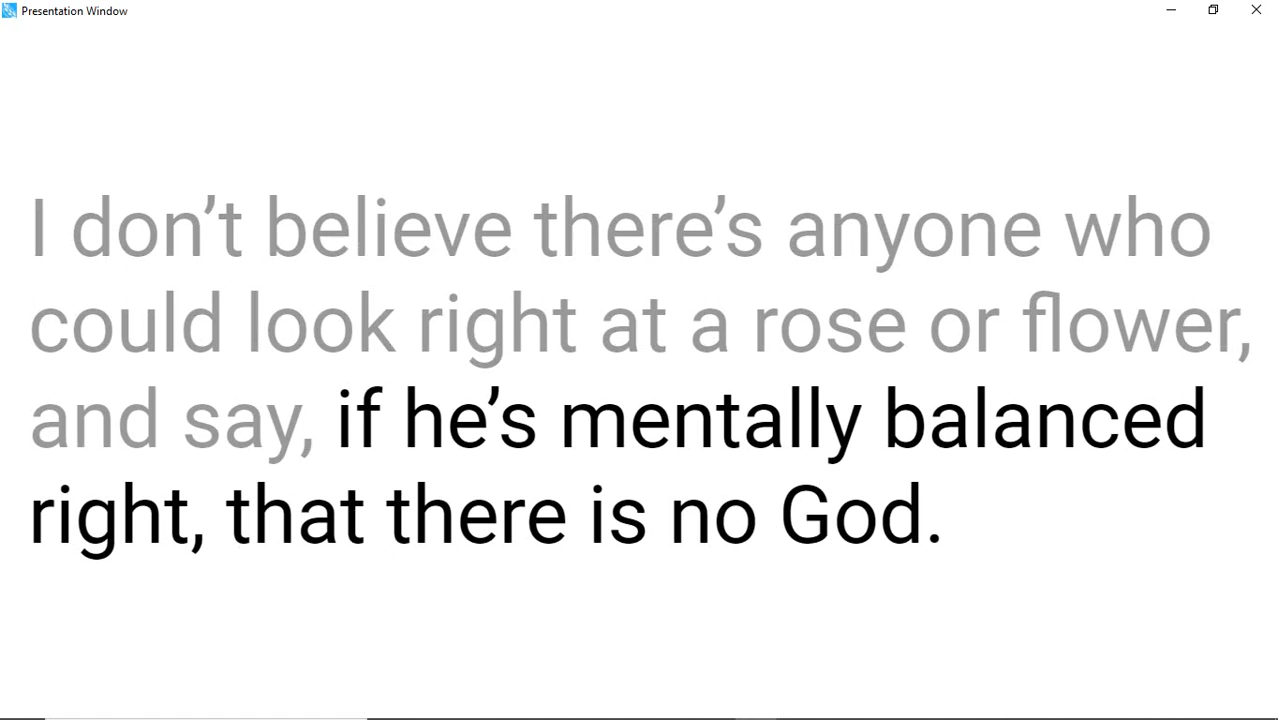 Presentation Window
I don’t believe there’s anyone who
could look right at a rose or flower,
and say, if he’s mentally balanced
right, that there is no God.